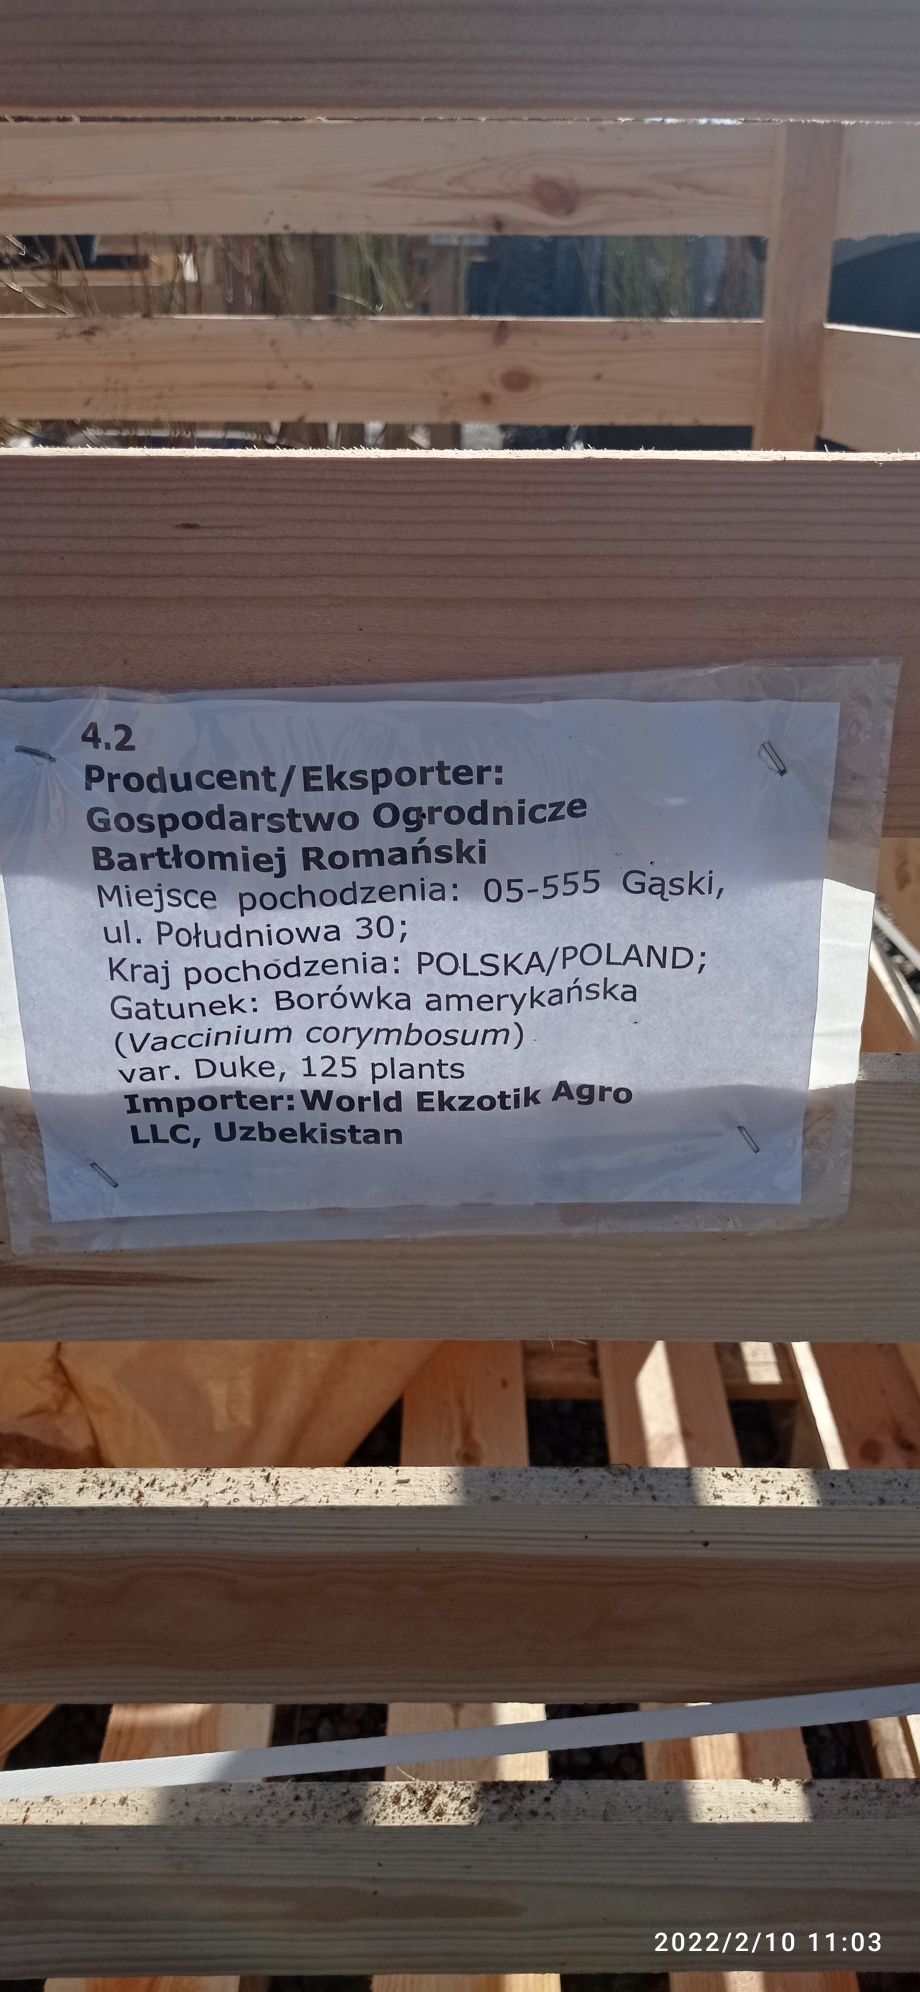 4.2
Producent/Eksporter:
Gospodarstwo Ogrodnicze
Bartłomiej Romański
Miejsce pochodzenia: 05-555 Gąski,
ul. Południowa 30;
Kraj pochodzenia: POLSKA/POLAND;
Gatunek: Borówka amerykańska
(Vaccinium corymbosum)
var. Duke, 125 plants
Importer: World Ekzotik Agro
LLC, Uzbekistan
2022/2/10 11:03